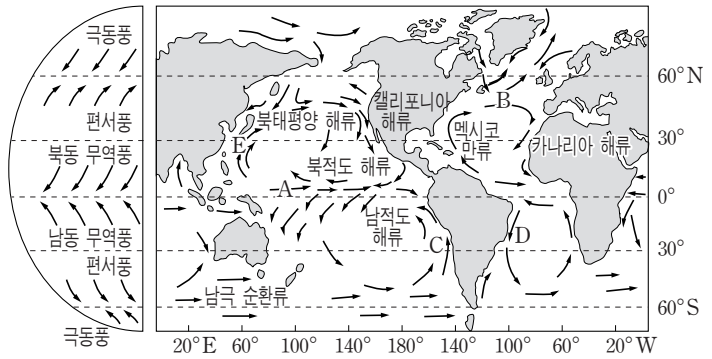 극동풍
편서풍
북동 무역풍
남동 무역풍
편서풍
극동풍
북태평양 해류
캘리포니아
해류
멕시코
만류
카나리아 해류
북적도 해류
남적도
해류
남극 순환류
A
B
C
D
E
60°N
30°
0°
30°
60°S
20°E 60° 100° 140° 180° 140° 100° 60° 20°W